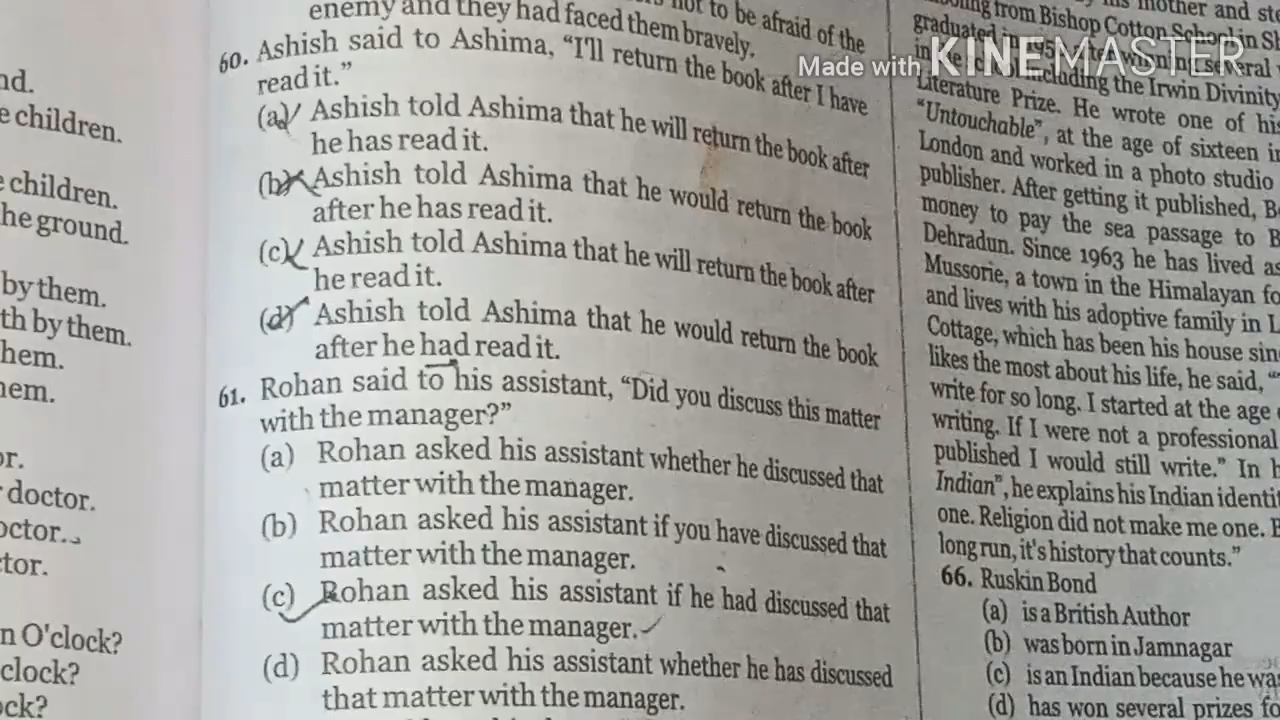 nd.
e children.
e children.
he ground.
by them.
th by them.
hem.
nem.
or.
doctor.
octor.
tor.
n O'clock?
clock?
ock?
not to be afraid of the
enemy and they had faced them bravely.
60. Ashish said to Ashima, “I'll return the book after I have
read it.”
(a) Ashish told Ashima that he will return the book after
he has read it.
(b) Ashish told Ashima that he would return the book
after he has read it.
(c) Ashish told Ashima that he will return the book after
he read it.
(d) Ashish told Ashima that he would return the book
after he had read it.
61. Rohan said to his assistant, “Did you discuss this matter
with the manager?”
(a) Rohan asked his assistant whether he discussed that
matter with the manager.
(b) Rohan asked his assistant if you have discussed that
matter with the manager.
(c) Rohan asked his assistant if he had discussed that
matter with the manager.
(d) Rohan asked his assistant whether he has discussed
that matter with the manager.
Made with KINEMASTER
mother and
from Bishop Cotton School in
graduated in several
including the Irwin Divinity
Literature Prize. He wrote one of his
“Untouchable”, at the age of sixteen
London and worked in a photo studio
publisher. After getting it published,
money to pay the sea passage to
Dehradun. Since 1963 he has lived as
Mussorie, a town in the Himalayan
and lives with his adoptive family in
Cottage, which has been his house
likes the most about his life, he said,
write for so long. I started at the age
writing. If I were not a professional
published I would still write.” In
Indian”, he explains his Indian
one. Religion did not make me one.
long run, it's history that counts.”
66. Ruskin Bond
(a) is a British Author
(b) was born in Jamnagar
(c) is an Indian because he was
(d) has won several prizes